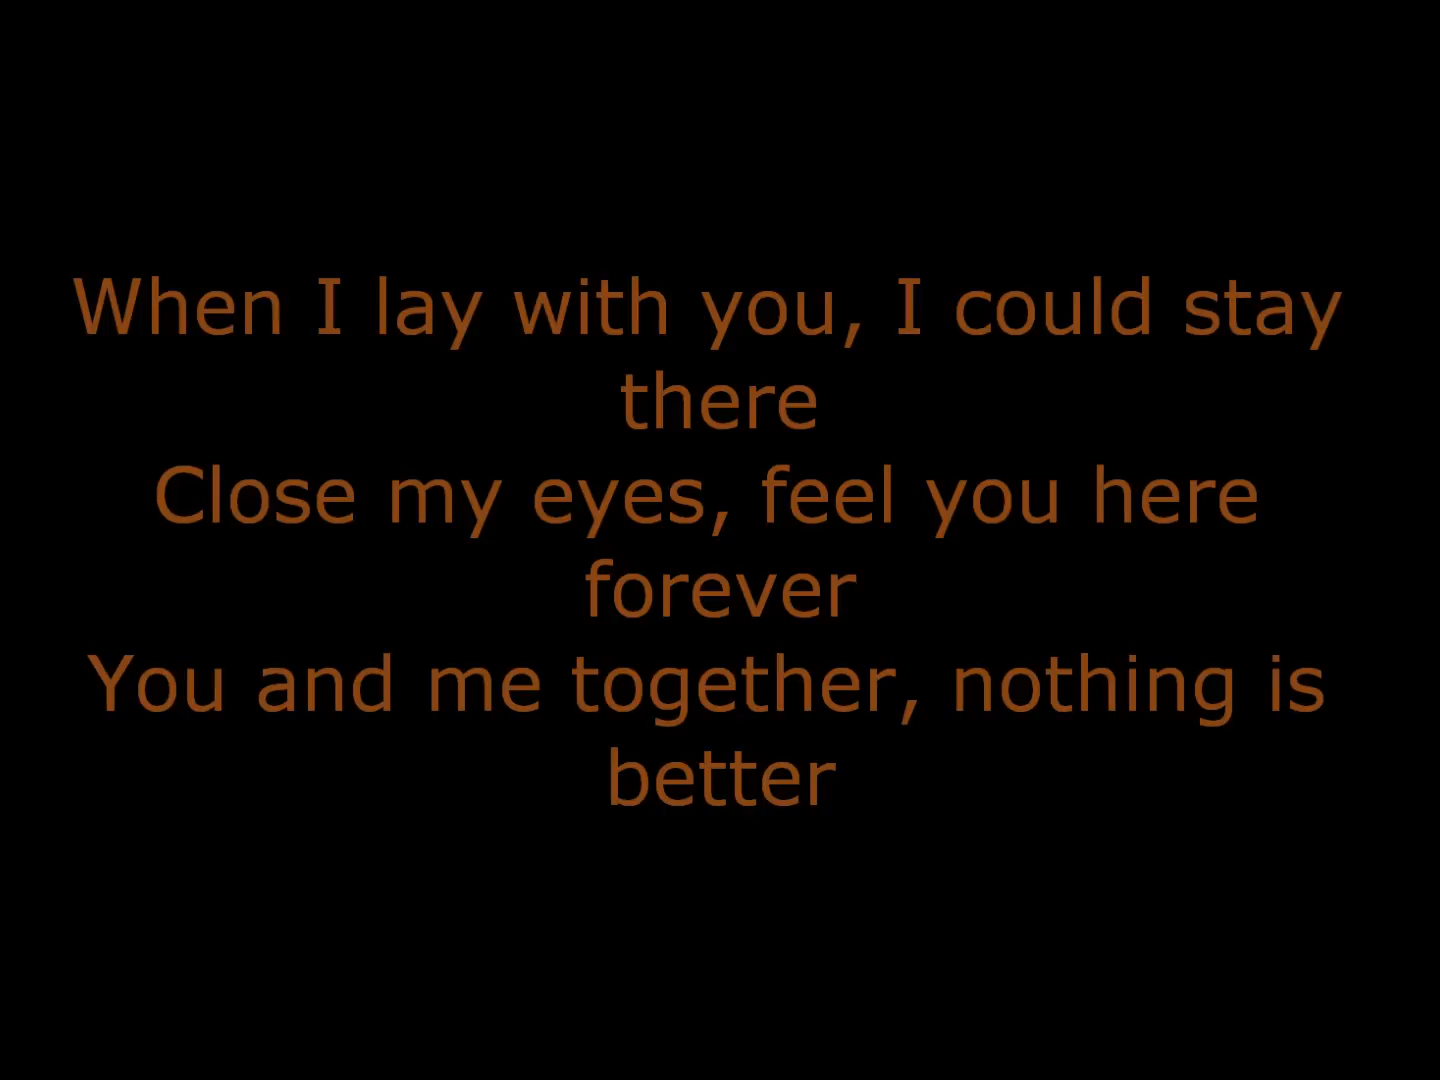 When I lay with you, I could stay
there
Close my eyes, feel you here
forever
You and me together, nothing is
better